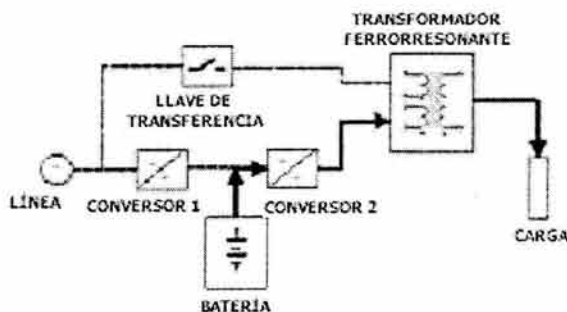 TRANSFORMADOR
FERRORRESONANTE
LLAVE DE
TRANSFERENCIA
LÍNEA
CONVERSOR 1
CONVERSOR 2
CARGA
BATERÍA